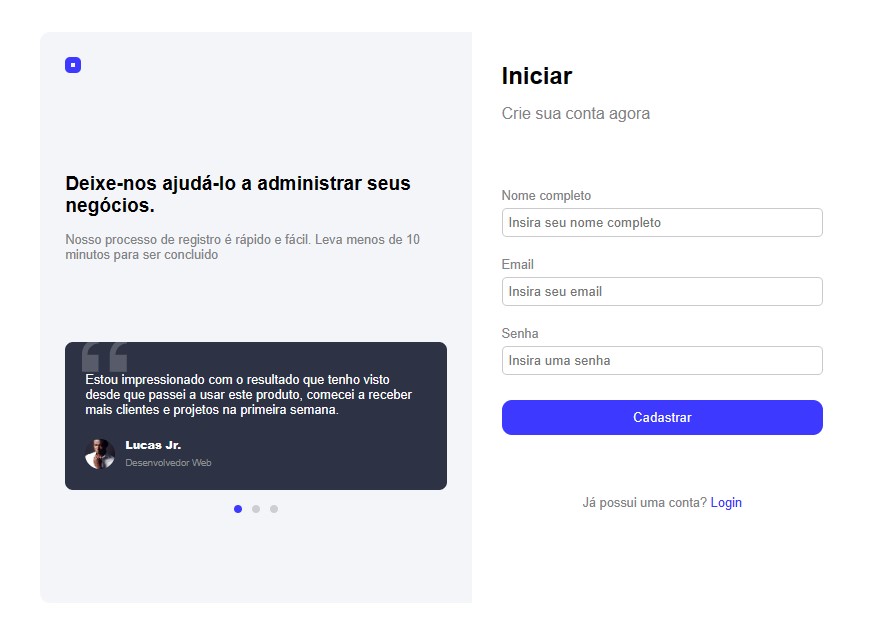 Deixe-nos ajudá-lo a administrar seus
negócios.
Nosso processo de registro é rápido e fácil. Leva menos de 10
minutos para ser concluido
“
Estou impressionado com o resultado que tenho visto
desde que passei a usar este produto, comecei a receber
mais clientes e projetos na primeira semana.
Lucas Jr.
Desenvolvedor Web
Iniciar
Crie sua conta agora
Nome completo
Insira seu nome completo
Email
Insira seu email
Senha
Insira uma senha
Cadastrar
Já possui uma conta? Login